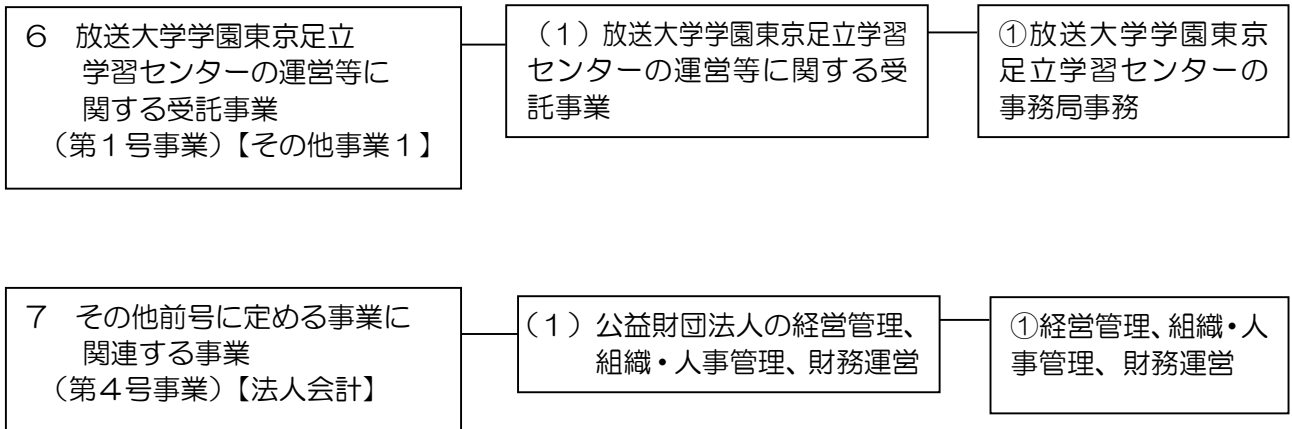 ６　放送大学学園東京足立
学習センターの運営等に
関する受託事業
（第１号事業）【その他事業１】
（１）放送大学学園東京足立学習
センターの運営等に関する受
託事業
①放送大学学園東京
足立学習センターの
事務局事務
７　その他前号に定める事業に
関連する事業
（第４号事業）【法人会計】
（１）公益財団法人の経営管理、
組織・人事管理、財務運営
①経営管理、組織・人
事管理、財務運営